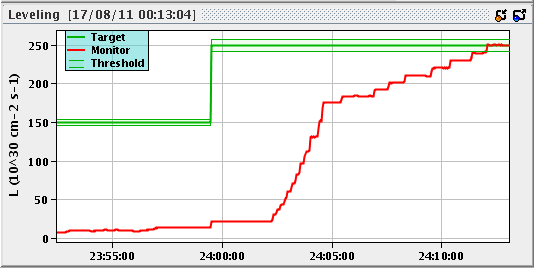 Leveling [17/08/11 00:13:04]
Target
Monitor
Threshold
L (10^30 cm-2 s-1)
250
200
150
100
50
0
23:55:00 24:00:00 24:05:00 24:10:00